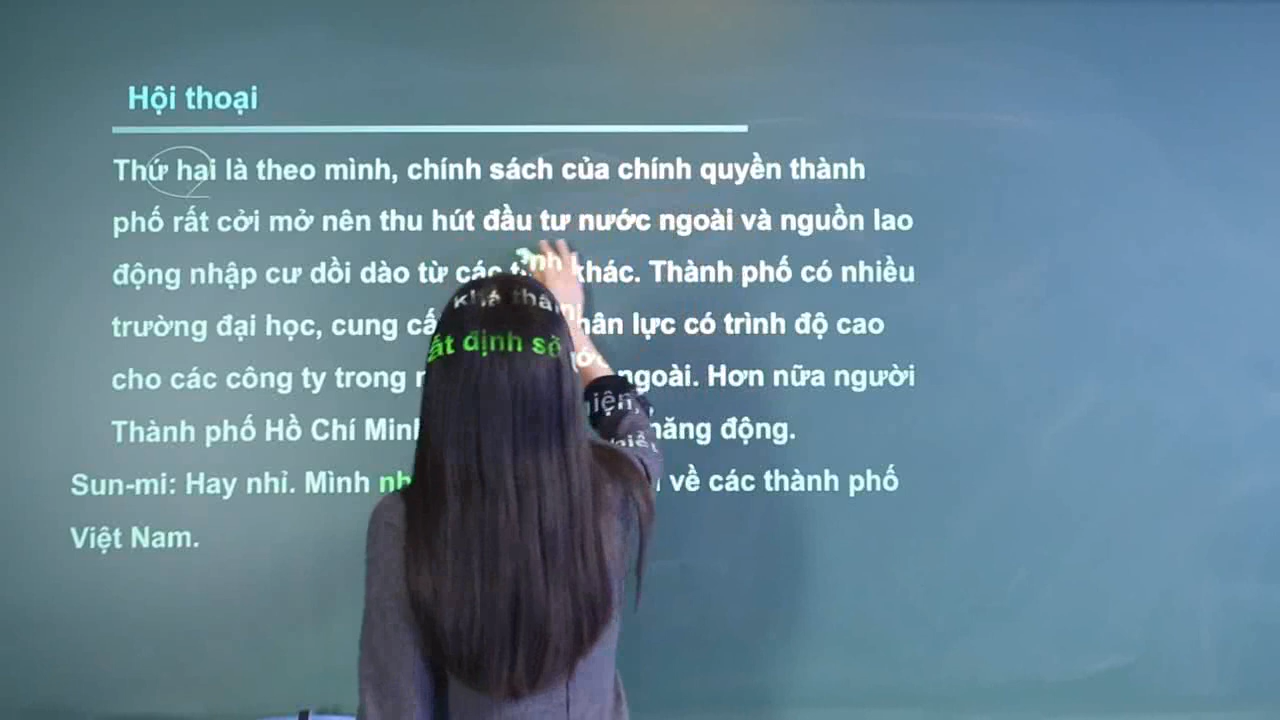 Hội thoại
Thứ hai là theo mình, chính sách của chính quyền thành
phố rất cởi mở nên thu hút đầu tư nước ngoài và nguồn lao
động nhập cư dồi dào từ các khác. Thành phố có nhiều
trường đại học, cung lực có trình độ cao
cho các công ty trong ngoài. Hơn nữa người
Thành phố Hồ Chí Minh năng động.
Sun-mi: Hay nhỉ. Mình về các thành phố
Việt Nam.